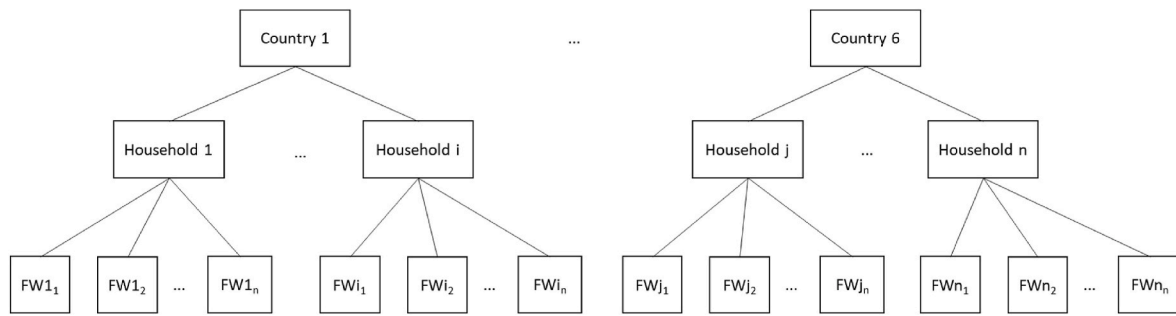 Country 1 ... Country 6
Household 1 ... Household i Household j ... Household n
FW1₁ FW1₂ ... FW1ₙ FWi₁ FWi₂ ... FWiₙ FWj₁ FWj₂ ... FWjₙ FWn₁ FWn₂ ... FWnₙ